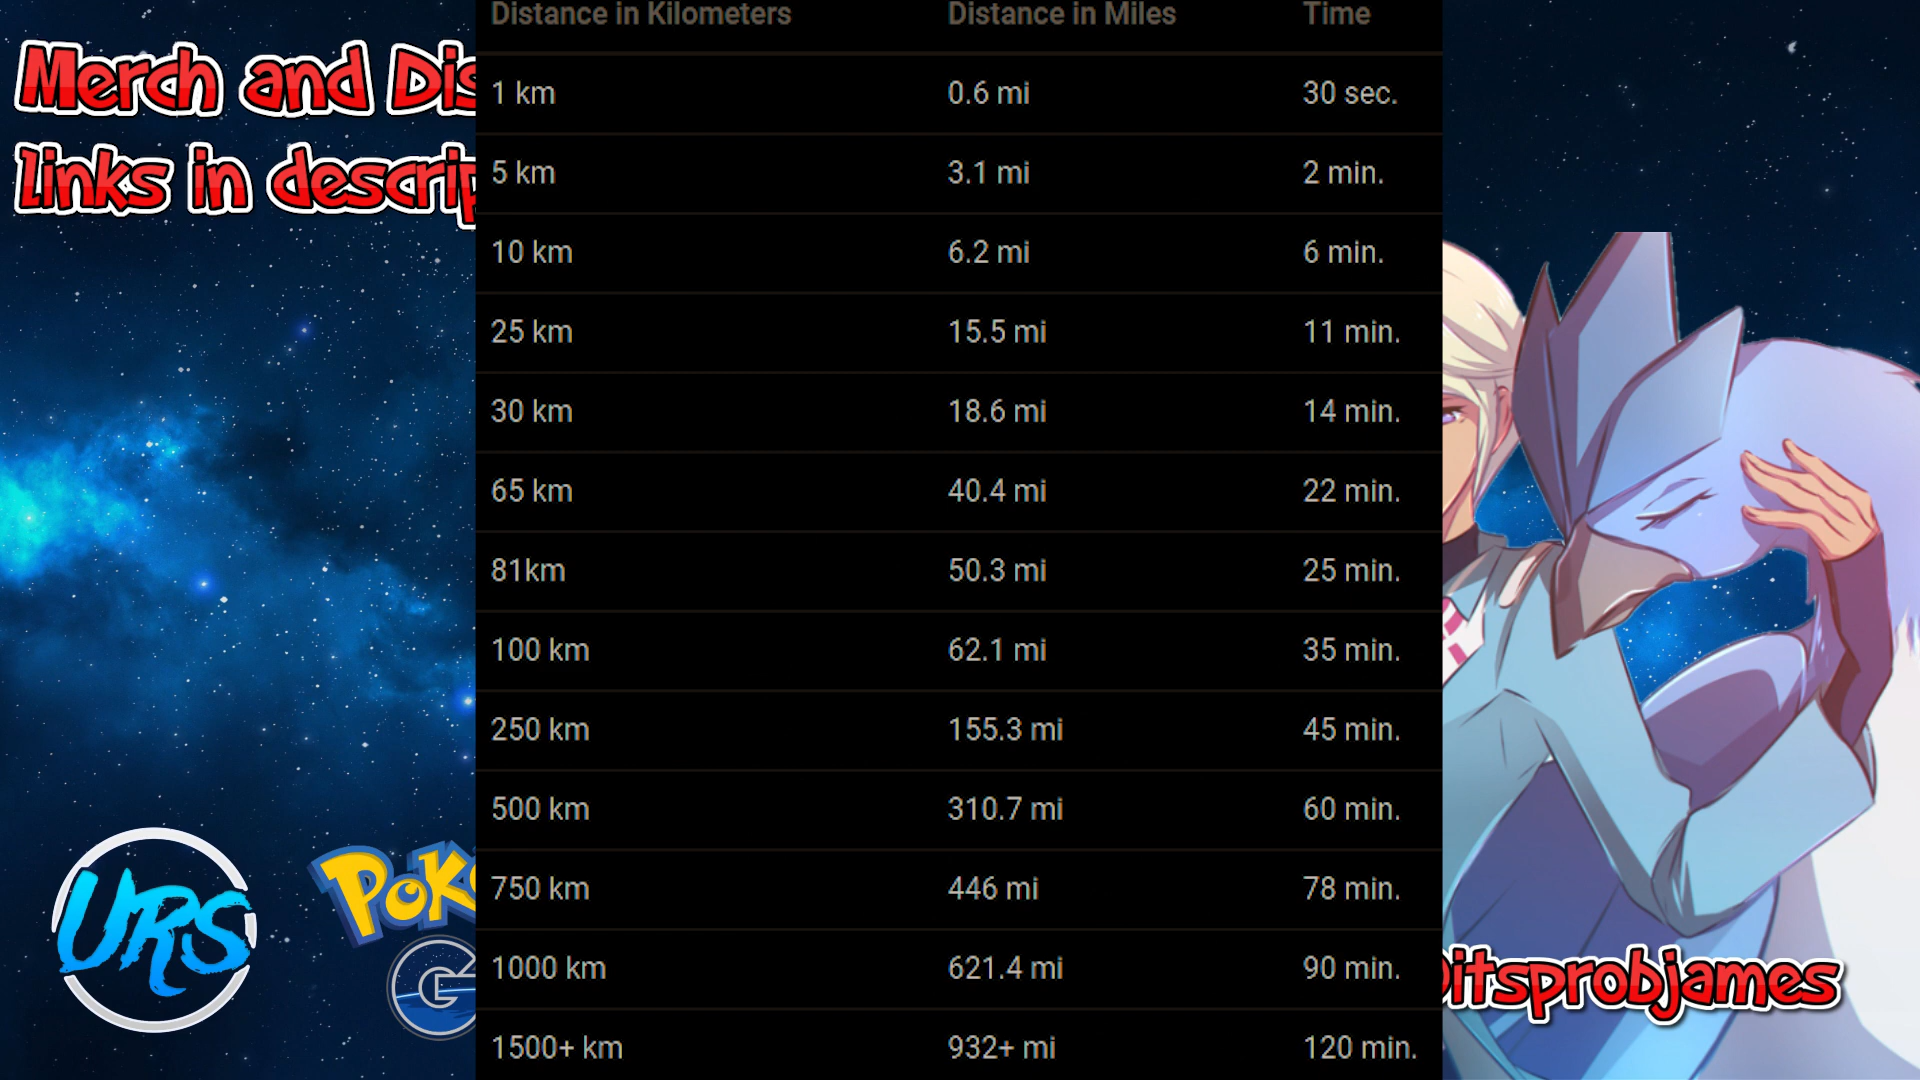 Merch and Dis
links in descrip
Distance in Kilometers Distance in Miles Time
1 km 0.6 mi 30 sec.
5 km 3.1 mi 2 min.
10 km 6.2 mi 6 min.
25 km 15.5 mi 11 min.
30 km 18.6 mi 14 min.
65 km 40.4 mi 22 min.
81km 50.3 mi 25 min.
100 km 62.1 mi 35 min.
250 km 155.3 mi 45 min.
500 km 310.7 mi 60 min.
750 km 446 mi 78 min.
1000 km 621.4 mi 90 min.
1500+ km 932+ mi 120 min.
URS
POKé
G
@itsprobjames